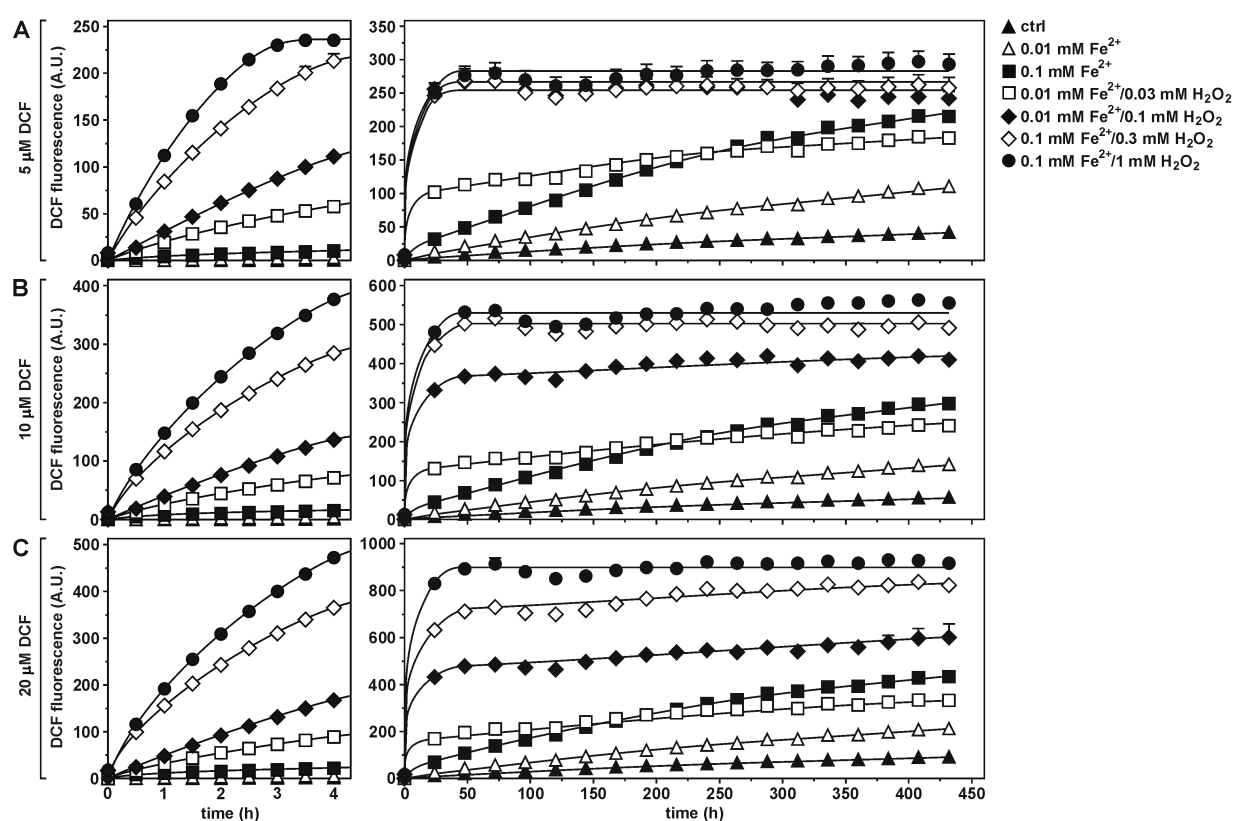 A
5 µM DCF
DCF fluorescence (A.U.)
250
200
150
100
50
0
350
300
250
200
150
100
50
0
ctrl
0.01 mM Fe²⁺
0.1 mM Fe²⁺
0.01 mM Fe²⁺/0.03 mM H₂O₂
0.01 mM Fe²⁺/0.1 mM H₂O₂
0.1 mM Fe²⁺/0.3 mM H₂O₂
0.1 mM Fe²⁺/1 mM H₂O₂
B
10 µM DCF
DCF fluorescence (A.U.)
400
300
200
100
0
600
500
400
300
200
100
0
C
20 µM DCF
DCF fluorescence (A.U.)
500
400
300
200
100
0
1000
800
600
400
200
0
0 1 2 3 4
time (h)
0 50 100 150 200 250 300 350 400 450
time (h)